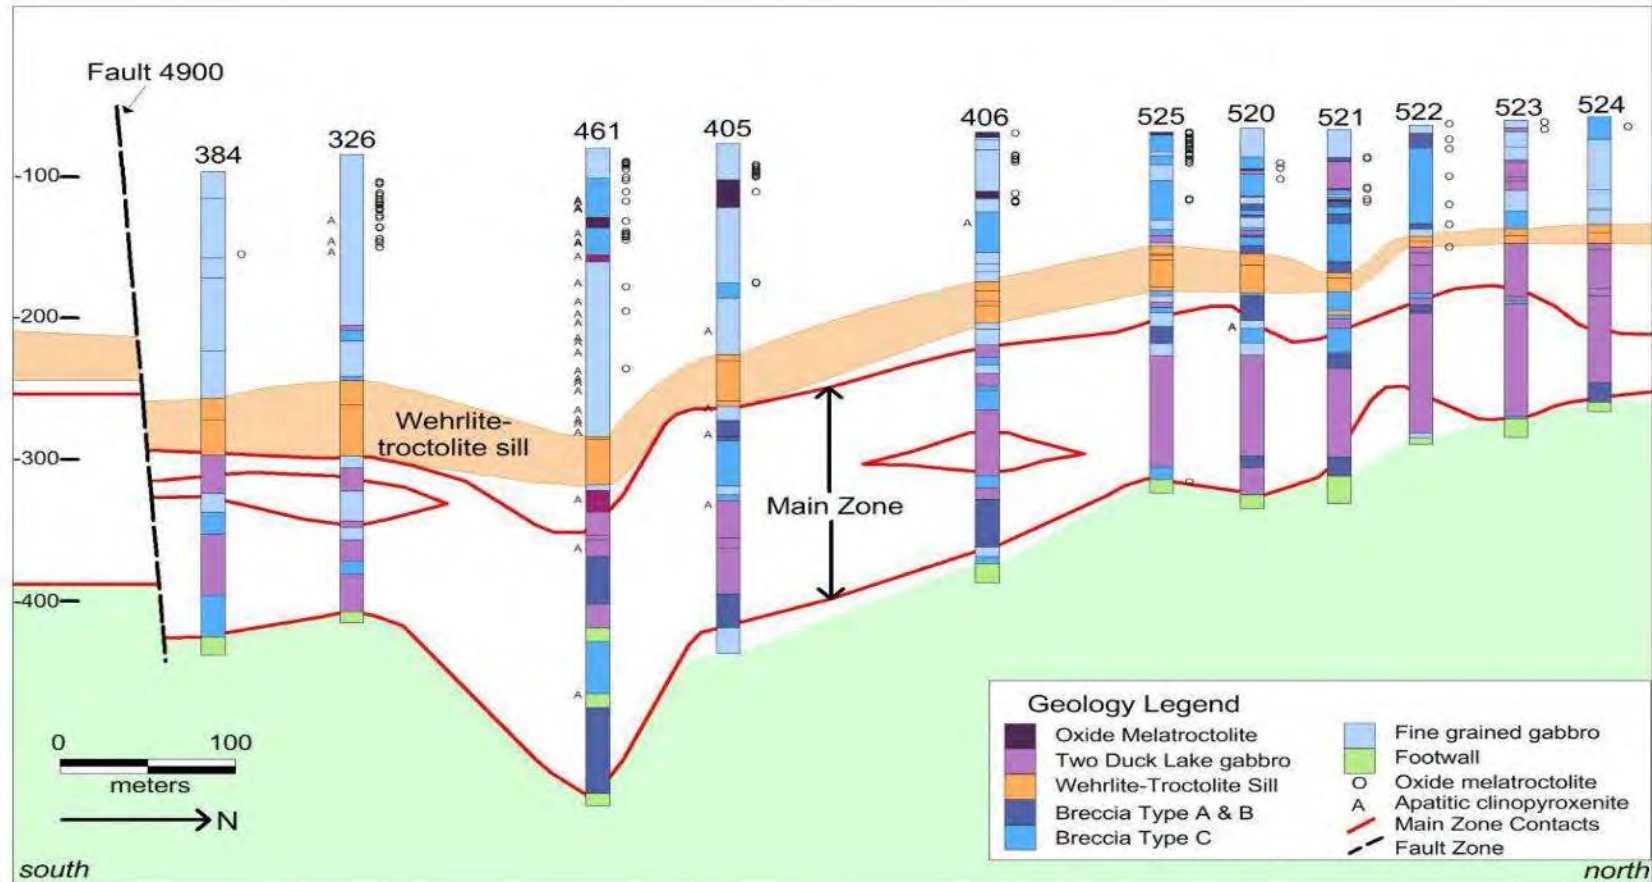 Fault 4900
384
326
461
405
406
525
520
521
522
523
524
-100
-200
-300
-400
Wehrlite-
troctolite sill
Main Zone
0 100
meters
N
south
north
Geology Legend
Oxide Melatroctolite
Two Duck Lake gabbro
Wehrlite-Troctolite Sill
Breccia Type A & B
Breccia Type C
Fine grained gabbro
Footwall
O Oxide melatroctolite
A Apatitic clinopyroxenite
Main Zone Contacts
Fault Zone